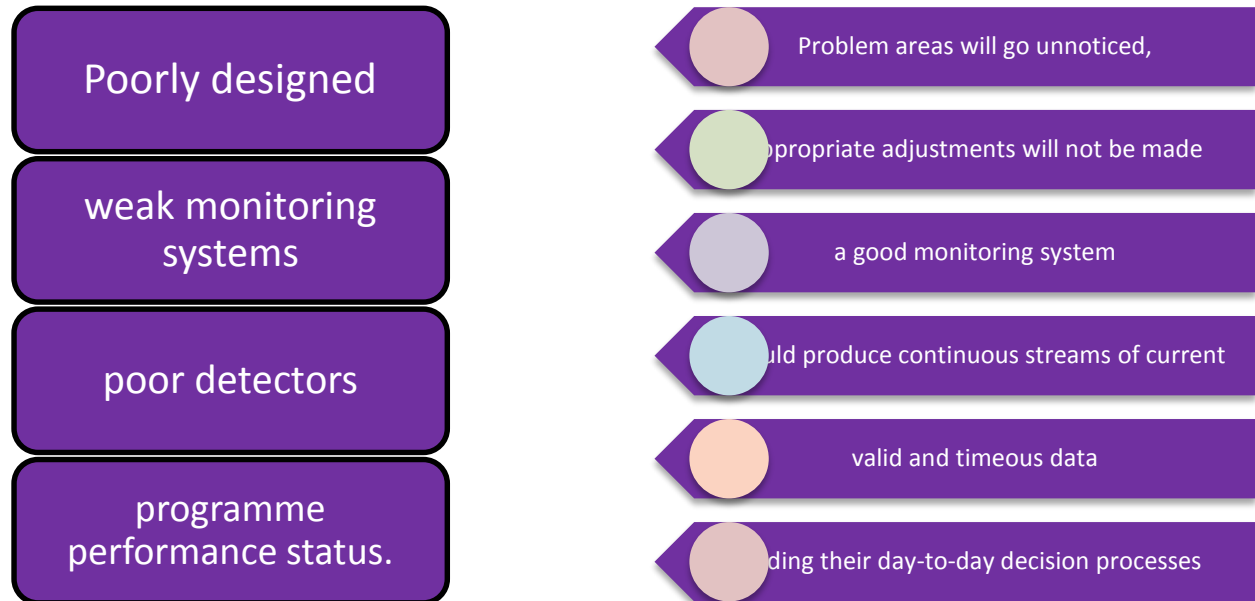 Poorly designed
weak monitoring
systems
poor detectors
programme
performance status.
Problem areas will go unnoticed,
adjustments will not be made
a good monitoring system
produce continuous streams of current
valid and timeous data
their day-to-day decision processes